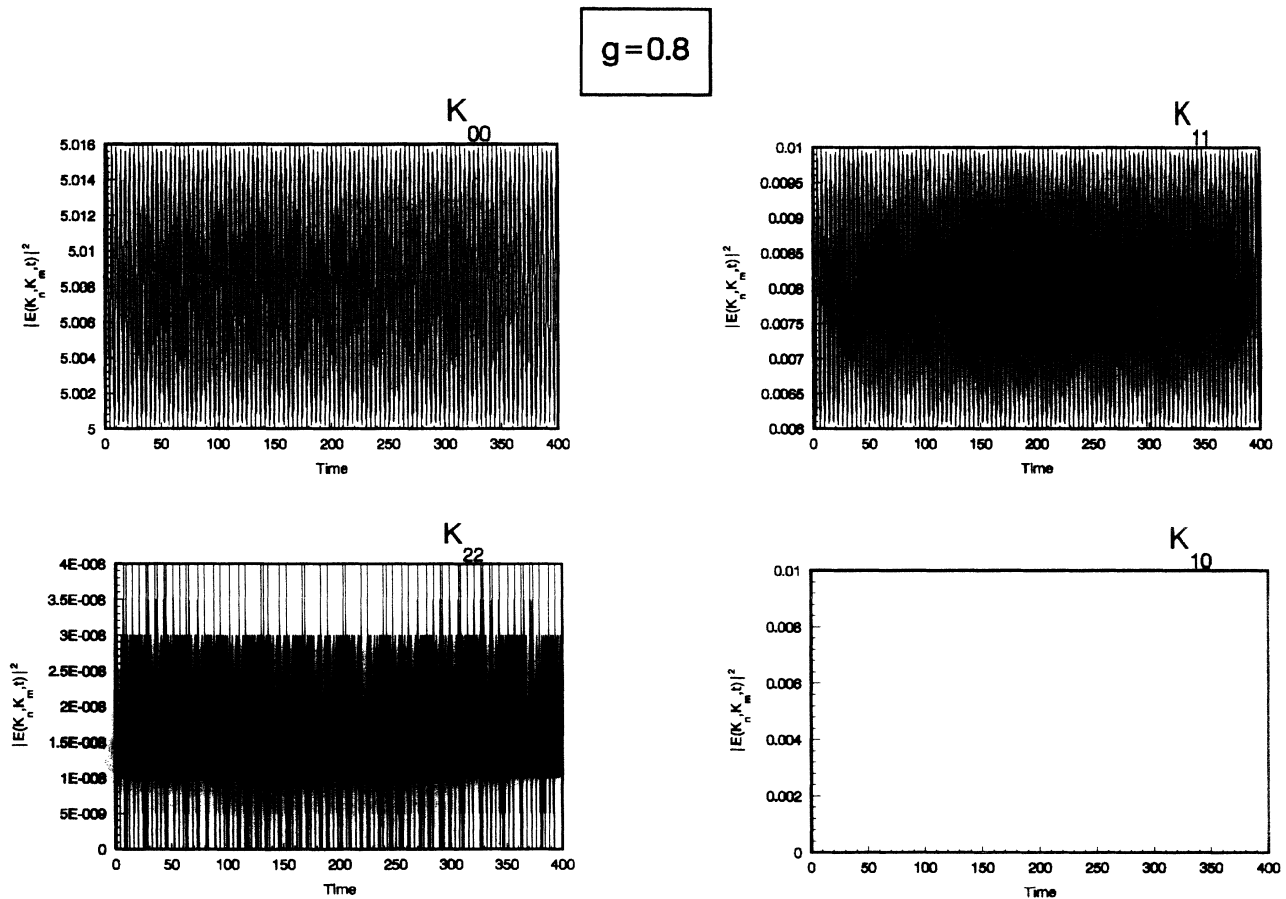 g=0.8
K00
5.016
5.014
5.012
5.01
5.008
5.006
5.004
5.002
5
|E(Kn,Km,t)|²
0 50 100 150 200 250 300 350 400
Time
K11
0.01
0.0095
0.009
0.0085
0.008
0.0075
0.007
0.0065
0.006
|E(Kn,Km,t)|²
0 50 100 150 200 250 300 350 400
Time
K22
4E-008
3.5E-008
3E-008
2.5E-008
2E-008
1.5E-008
1E-008
5E-009
0
|E(Kn,Km,t)|²
0 50 100 150 200 250 300 350 400
Time
K10
0.01
0.008
0.006
0.004
0.002
0
|E(Kn,Km,t)|²
0 50 100 150 200 250 300 350 400
Time